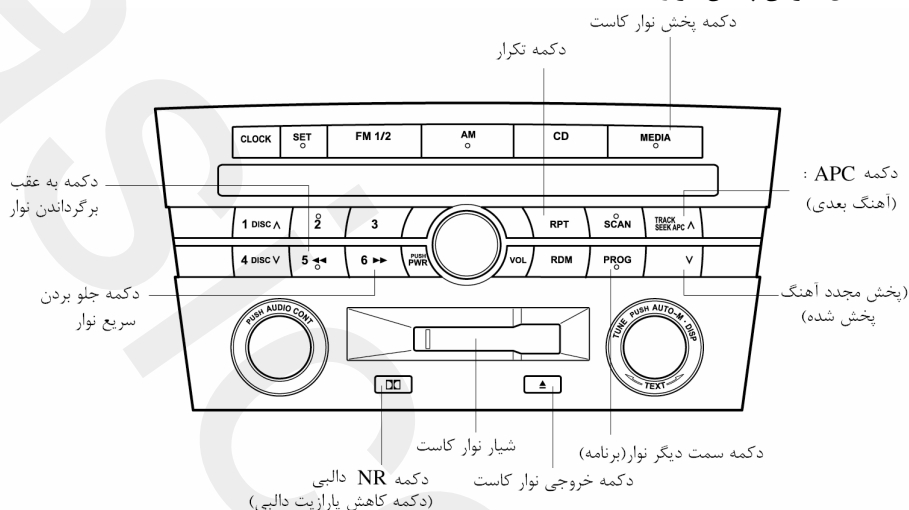 دکمه پخش نوار کاست
دکمه تکرار
CLOCK SET FM 1/2 AM CD MEDIA
دکمه به عقب
برگرداندن نوار
دکمه APC :
(آهنگ بعدی)
1 DISC ∧ 2 3 RPT SCAN TRACK
SEEK APC ∧
4 DISC ∨ 5 ◄◄ 6 ►► PUSH
PWR VOL RDM PROG ∨
دکمه جلو بردن
سریع نوار
(پخش مجدد آهنگ
پخش شده)
PUSH AUDIO CONT
TUNE PUSH AUTO-M · DISP
TEXT
شیار نوار کاست
دکمه سمت دیگر نوار(برنامه)
دکمه NR دالبی
(دکمه کاهش پارازیت دالبی)
دکمه خروجی نوار کاست